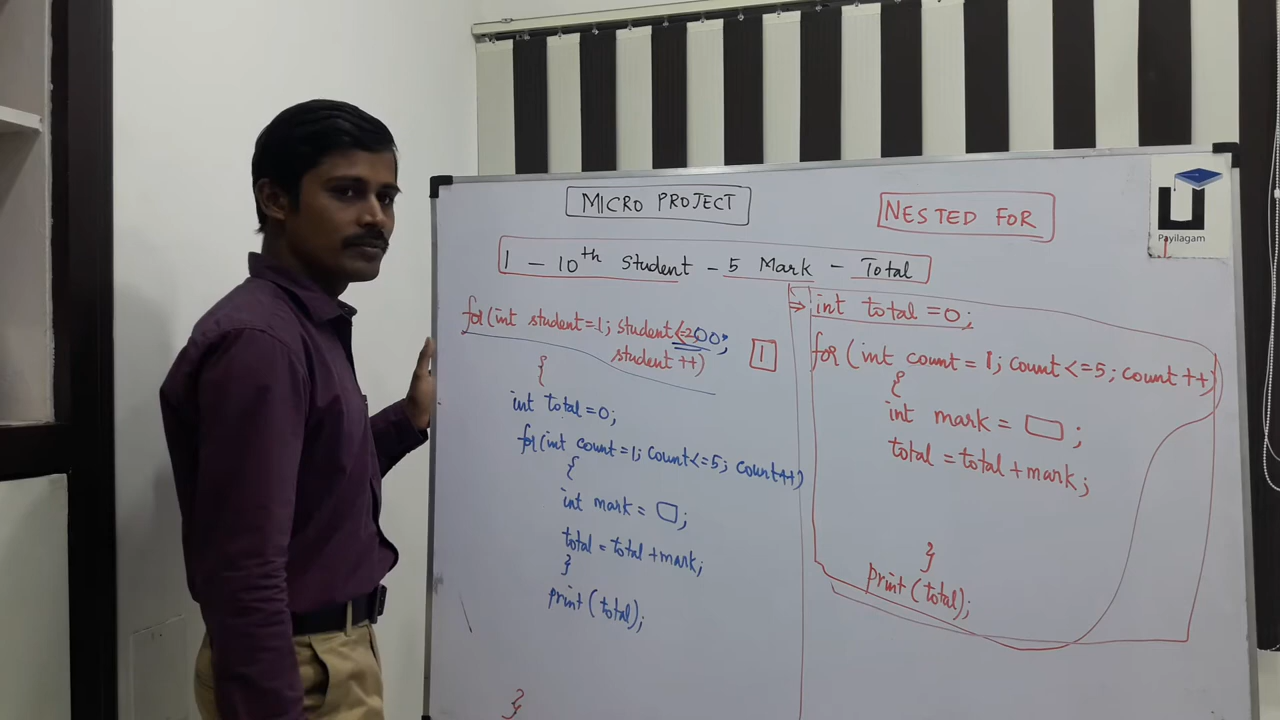 MICRO PROJECT
NESTED FOR
Payilagam
1 - 10th Student - 5 Mark - Total
for(int student=1; student<=200;
student ++)
{
int total=0;
for(int count=1; count<=5; count++)
{
int mark = ;
total = total + mark;
}
print (total);
}
1
int total =0;
for (int count = 1; count <=5; count ++)
{
int mark = ;
total = total + mark;
}
print (total);